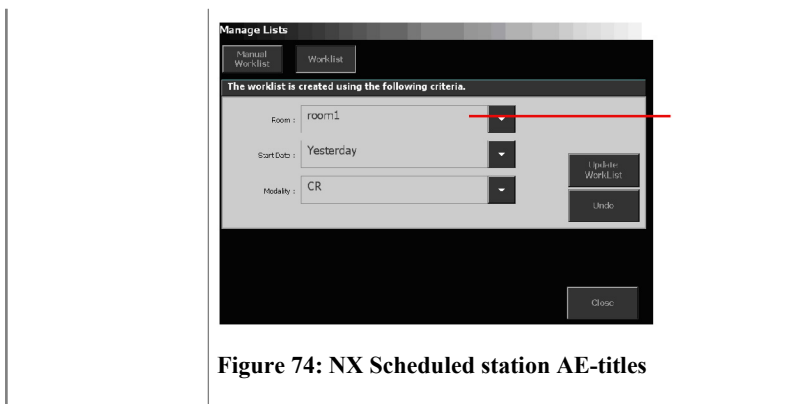 Manage Lists
Manual
Worklist
Worklist
The worklist is created using the following criteria.
Room : room1
Start Date : Yesterday
Modality : CR
Update
WorkList
Undo
Close
Figure 74: NX Scheduled station AE-titles